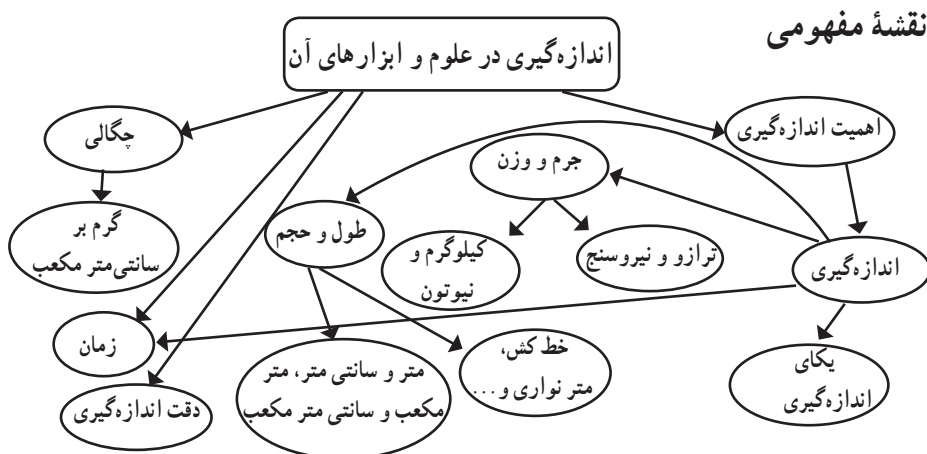 نقشۀ مفهومی
اندازه‌گیری در علوم و ابزارهای آن
اهمیت اندازه‌گیری
چگالی
جرم و وزن
گرم بر
سانتی‌متر مکعب
طول و حجم
کیلوگرم و
نیوتون
ترازو و نیروسنج
اندازه‌گیری
زمان
خط کش،
متر نواری و...
متر و سانتی متر، متر
مکعب و سانتی متر مکعب
یکای
اندازه‌گیری
دقت اندازه‌گیری